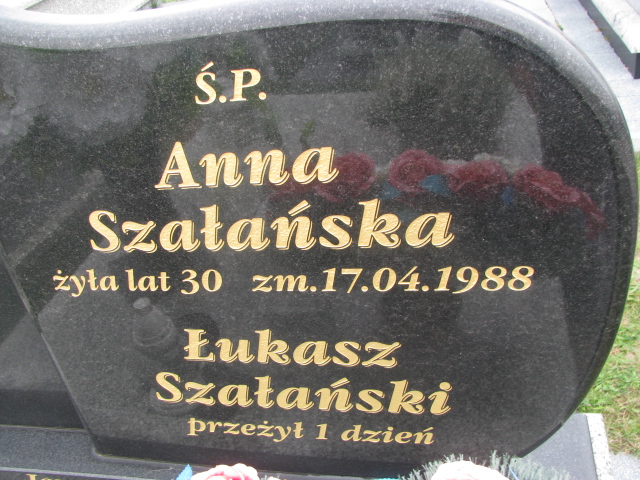 Ś.P.
Anna
Szałańska
żyła lat 30 zm.17.04.1988
Łukasz
Szałański
przeżył 1 dzień